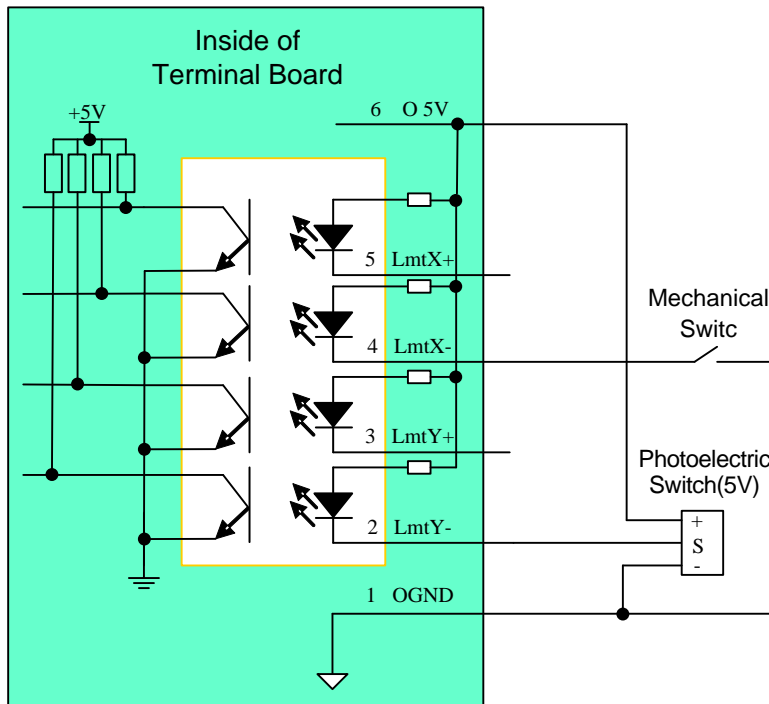 Inside of
Terminal Board
+5V
6 O 5V
5 LmtX+
4 LmtX-
3 LmtY+
2 LmtY-
1 OGND
Mechanical
Switc
Photoelectric
Switch(5V)
+
S
-